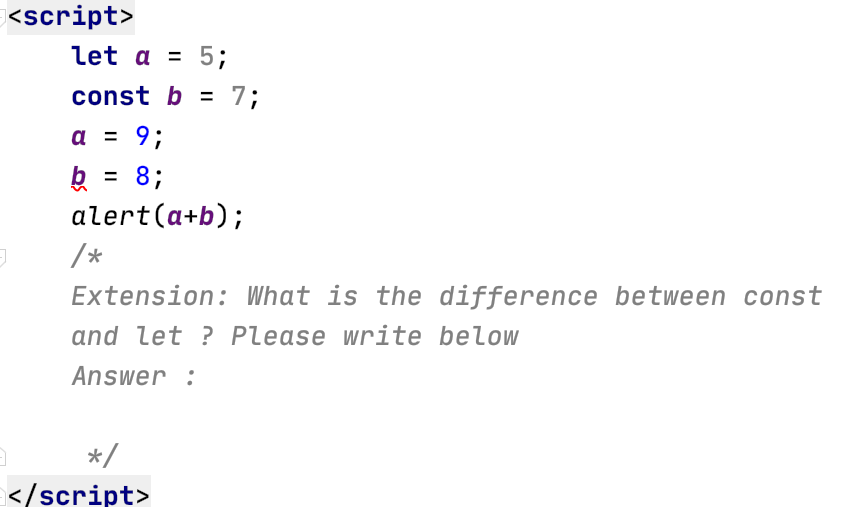 <script>
let a = 5;
const b = 7;
a = 9;
b = 8;
alert(a+b);
/*
Extension: What is the difference between const
and let ? Please write below
Answer :
*/
</script>